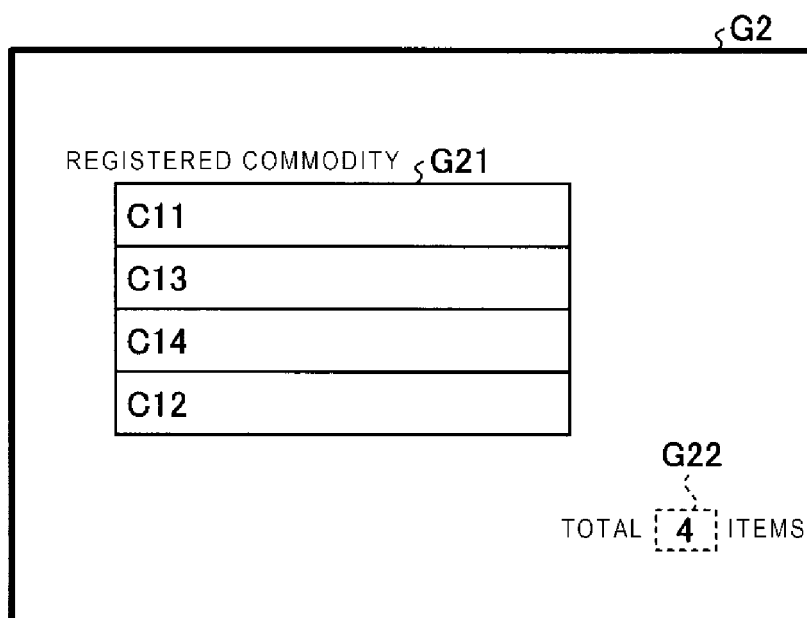 G2
REGISTERED COMMODITY G21
C11
C13
C14
C12
G22
TOTAL 4 ITEMS